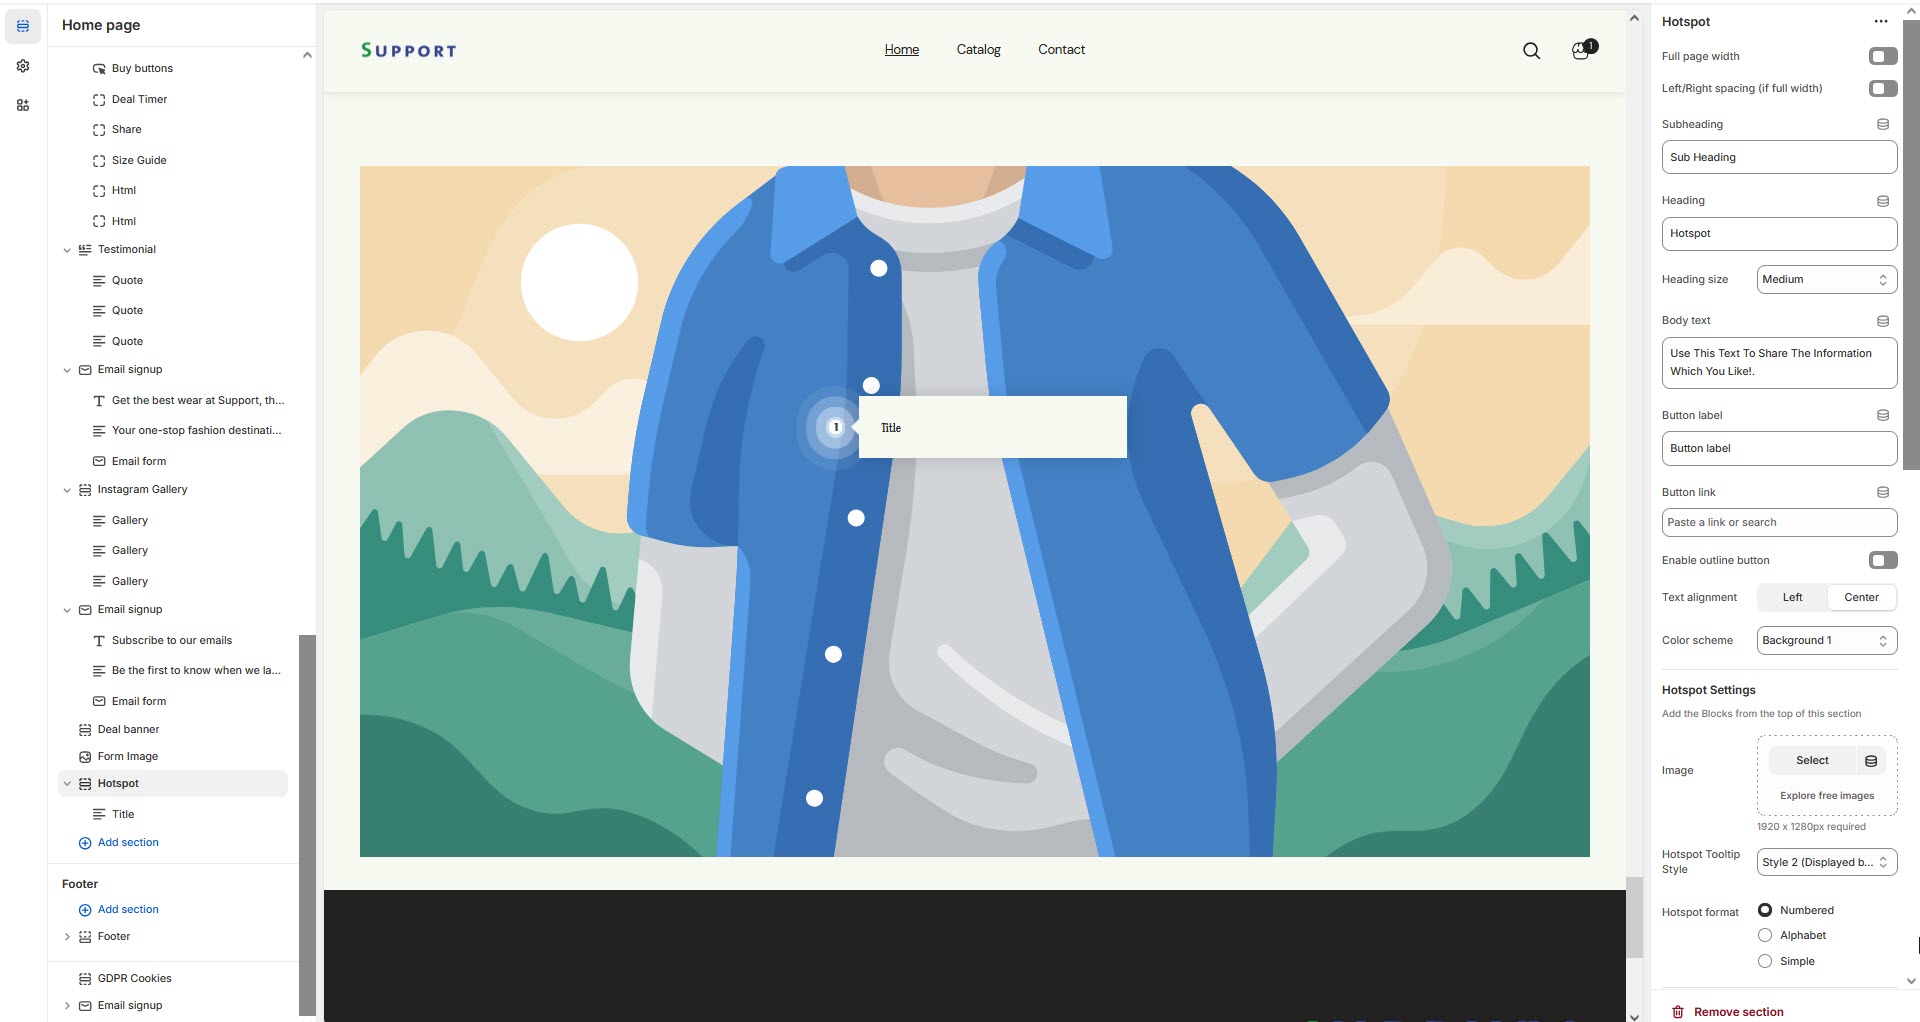 Home page
Buy buttons
Deal Timer
Share
Size Guide
Html
Html
Testimonial
Quote
Quote
Quote
Email signup
Get the best wear at Support, th...
Your one-stop fashion destinati...
Email form
Instagram Gallery
Gallery
Gallery
Gallery
Email signup
Subscribe to our emails
Be the first to know when we la...
Email form
Deal banner
Form Image
Hotspot
Title
Add section
Footer
Add section
Footer
GDPR Cookies
Email signup
SUPPORT
Home
Catalog
Contact
1
1
Title
Hotspot
Full page width
Left/Right spacing (if full width)
Subheading
Sub Heading
Heading
Hotspot
Heading size
Medium
Body text
Use This Text To Share The Information
Which You Like!.
Button label
Button label
Button link
Paste a link or search
Enable outline button
Text alignment
Left
Center
Color scheme
Background 1
Hotspot Settings
Add the Blocks from the top of this section
Image
Select
Explore free images
1920 x 1280px required
Hotspot Tooltip
Style
Style 2 (Displayed b...
Hotspot format
Numbered
Alphabet
Simple
Remove section